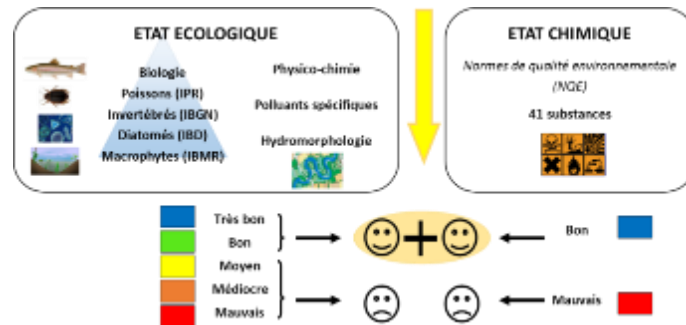 ETAT ECOLOGIQUE
Biologie
Poissons (IPR)
Invertébrés (IBGN)
Diatomés (IBD)
Macrophytes (IBMR)
Physico-chimie
Polluants spécifiques
Hydromorphologie
ETAT CHIMIQUE
Normes de qualité environnementale
(NQE)
41 substances
Très bon
Bon
Moyen
Médiocre
Mauvais
+
Bon
Mauvais